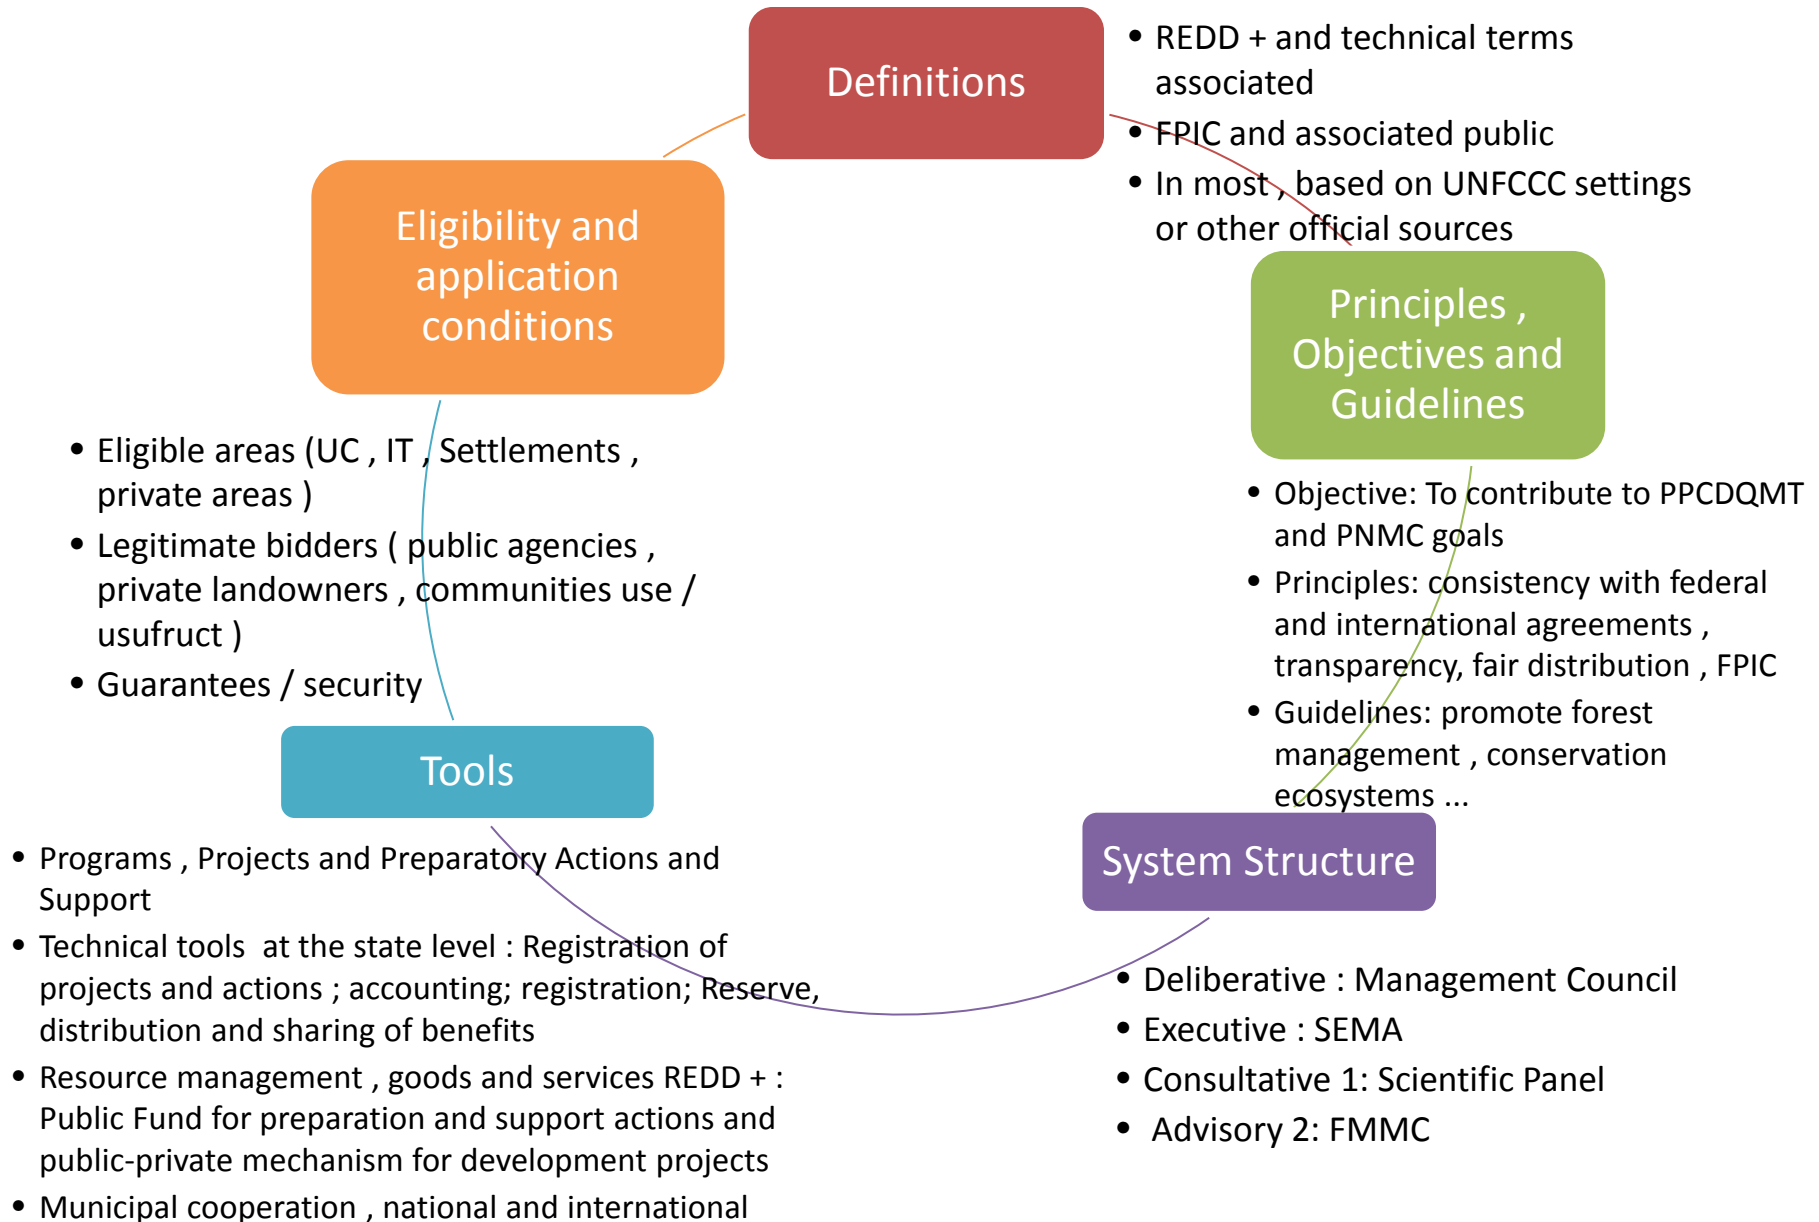 Definitions
• REDD + and technical terms
associated
• FPIC and associated public
• In most , based on UNFCCC settings
or other official sources
Principles ,
Objectives and
Guidelines
• Objective: To contribute to PPCDQMT
and PNMC goals
• Principles: consistency with federal
and international agreements ,
transparency, fair distribution , FPIC
• Guidelines: promote forest
management , conservation
ecosystems ...
System Structure
• Deliberative : Management Council
• Executive : SEMA
• Consultative 1: Scientific Panel
• Advisory 2: FMMC
Tools
• Programs , Projects and Preparatory Actions and
Support
• Technical tools at the state level : Registration of
projects and actions ; accounting; registration; Reserve,
distribution and sharing of benefits
• Resource management , goods and services REDD + :
Public Fund for preparation and support actions and
public-private mechanism for development projects
• Municipal cooperation , national and international
Eligibility and
application
conditions
• Eligible areas (UC , IT , Settlements ,
private areas )
• Legitimate bidders ( public agencies ,
private landowners , communities use /
usufruct )
• Guarantees / security